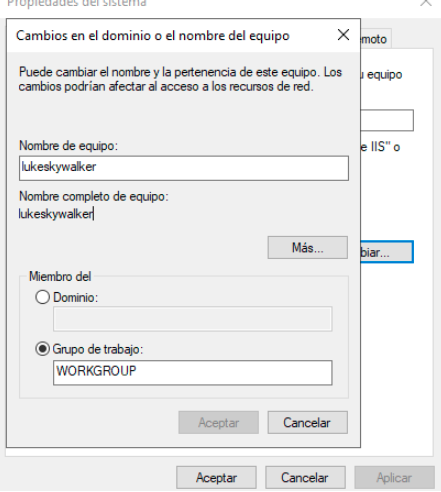 Propiedades del sistema
Cambios en el dominio o el nombre del equipo
emoto
Puede cambiar el nombre y la pertenencia de este equipo. Los
cambios podrían afectar al acceso a los recursos de red.
u equipo
Nombre de equipo:
e IIS" o
lukeskywalker
Nombre completo de equipo:
lukeskywalker
Más...
biar...
Miembro del
Dominio:
Grupo de trabajo:
WORKGROUP
Aceptar
Cancelar
Aceptar
Cancelar
Aplicar